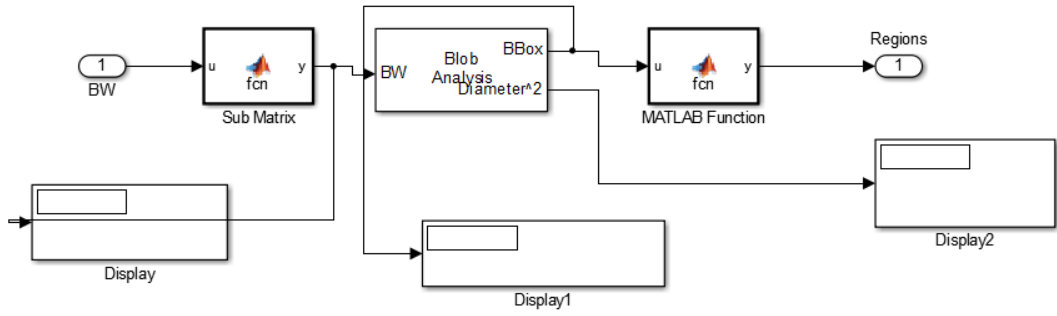 Regions
1
BW
u
fcn
y
Sub Matrix
BW
Blob
Analysis
BBox
Diameter^2
u
fcn
y
MATLAB Function
1
Display
Display1
Display2